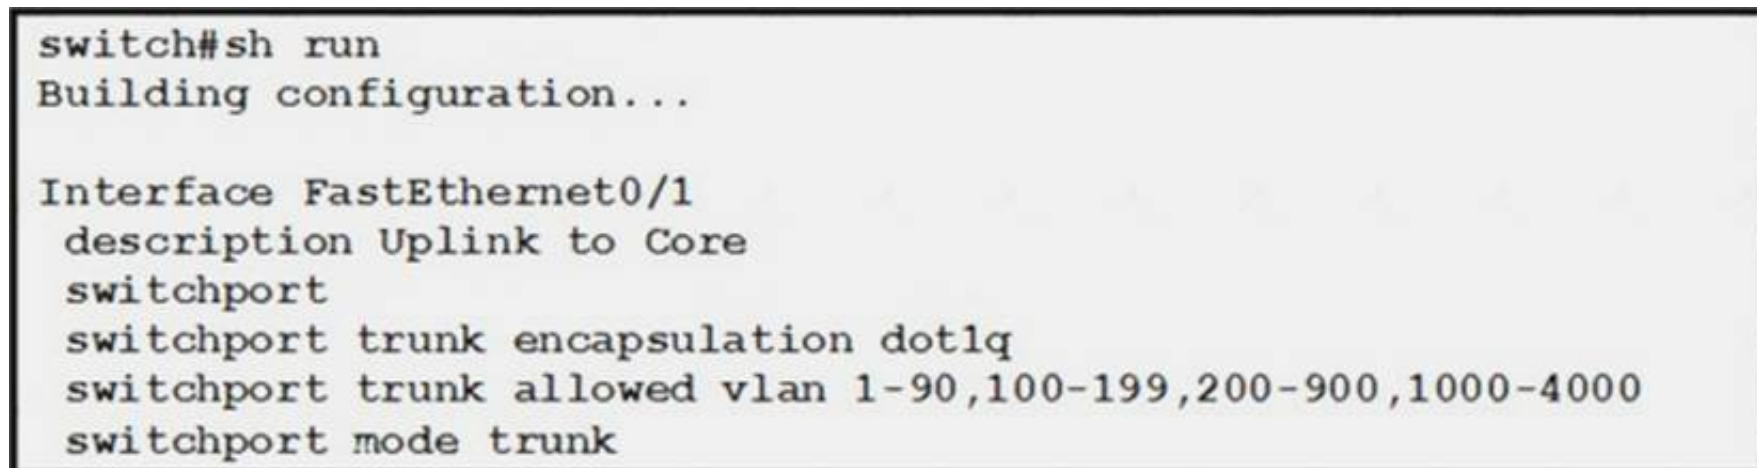 switch#sh run
Building configuration...
Interface FastEthernet0/1
description Uplink to Core
switchport
switchport trunk encapsulation dot1q
switchport trunk allowed vlan 1-90,100-199,200-900,1000-4000
switchport mode trunk